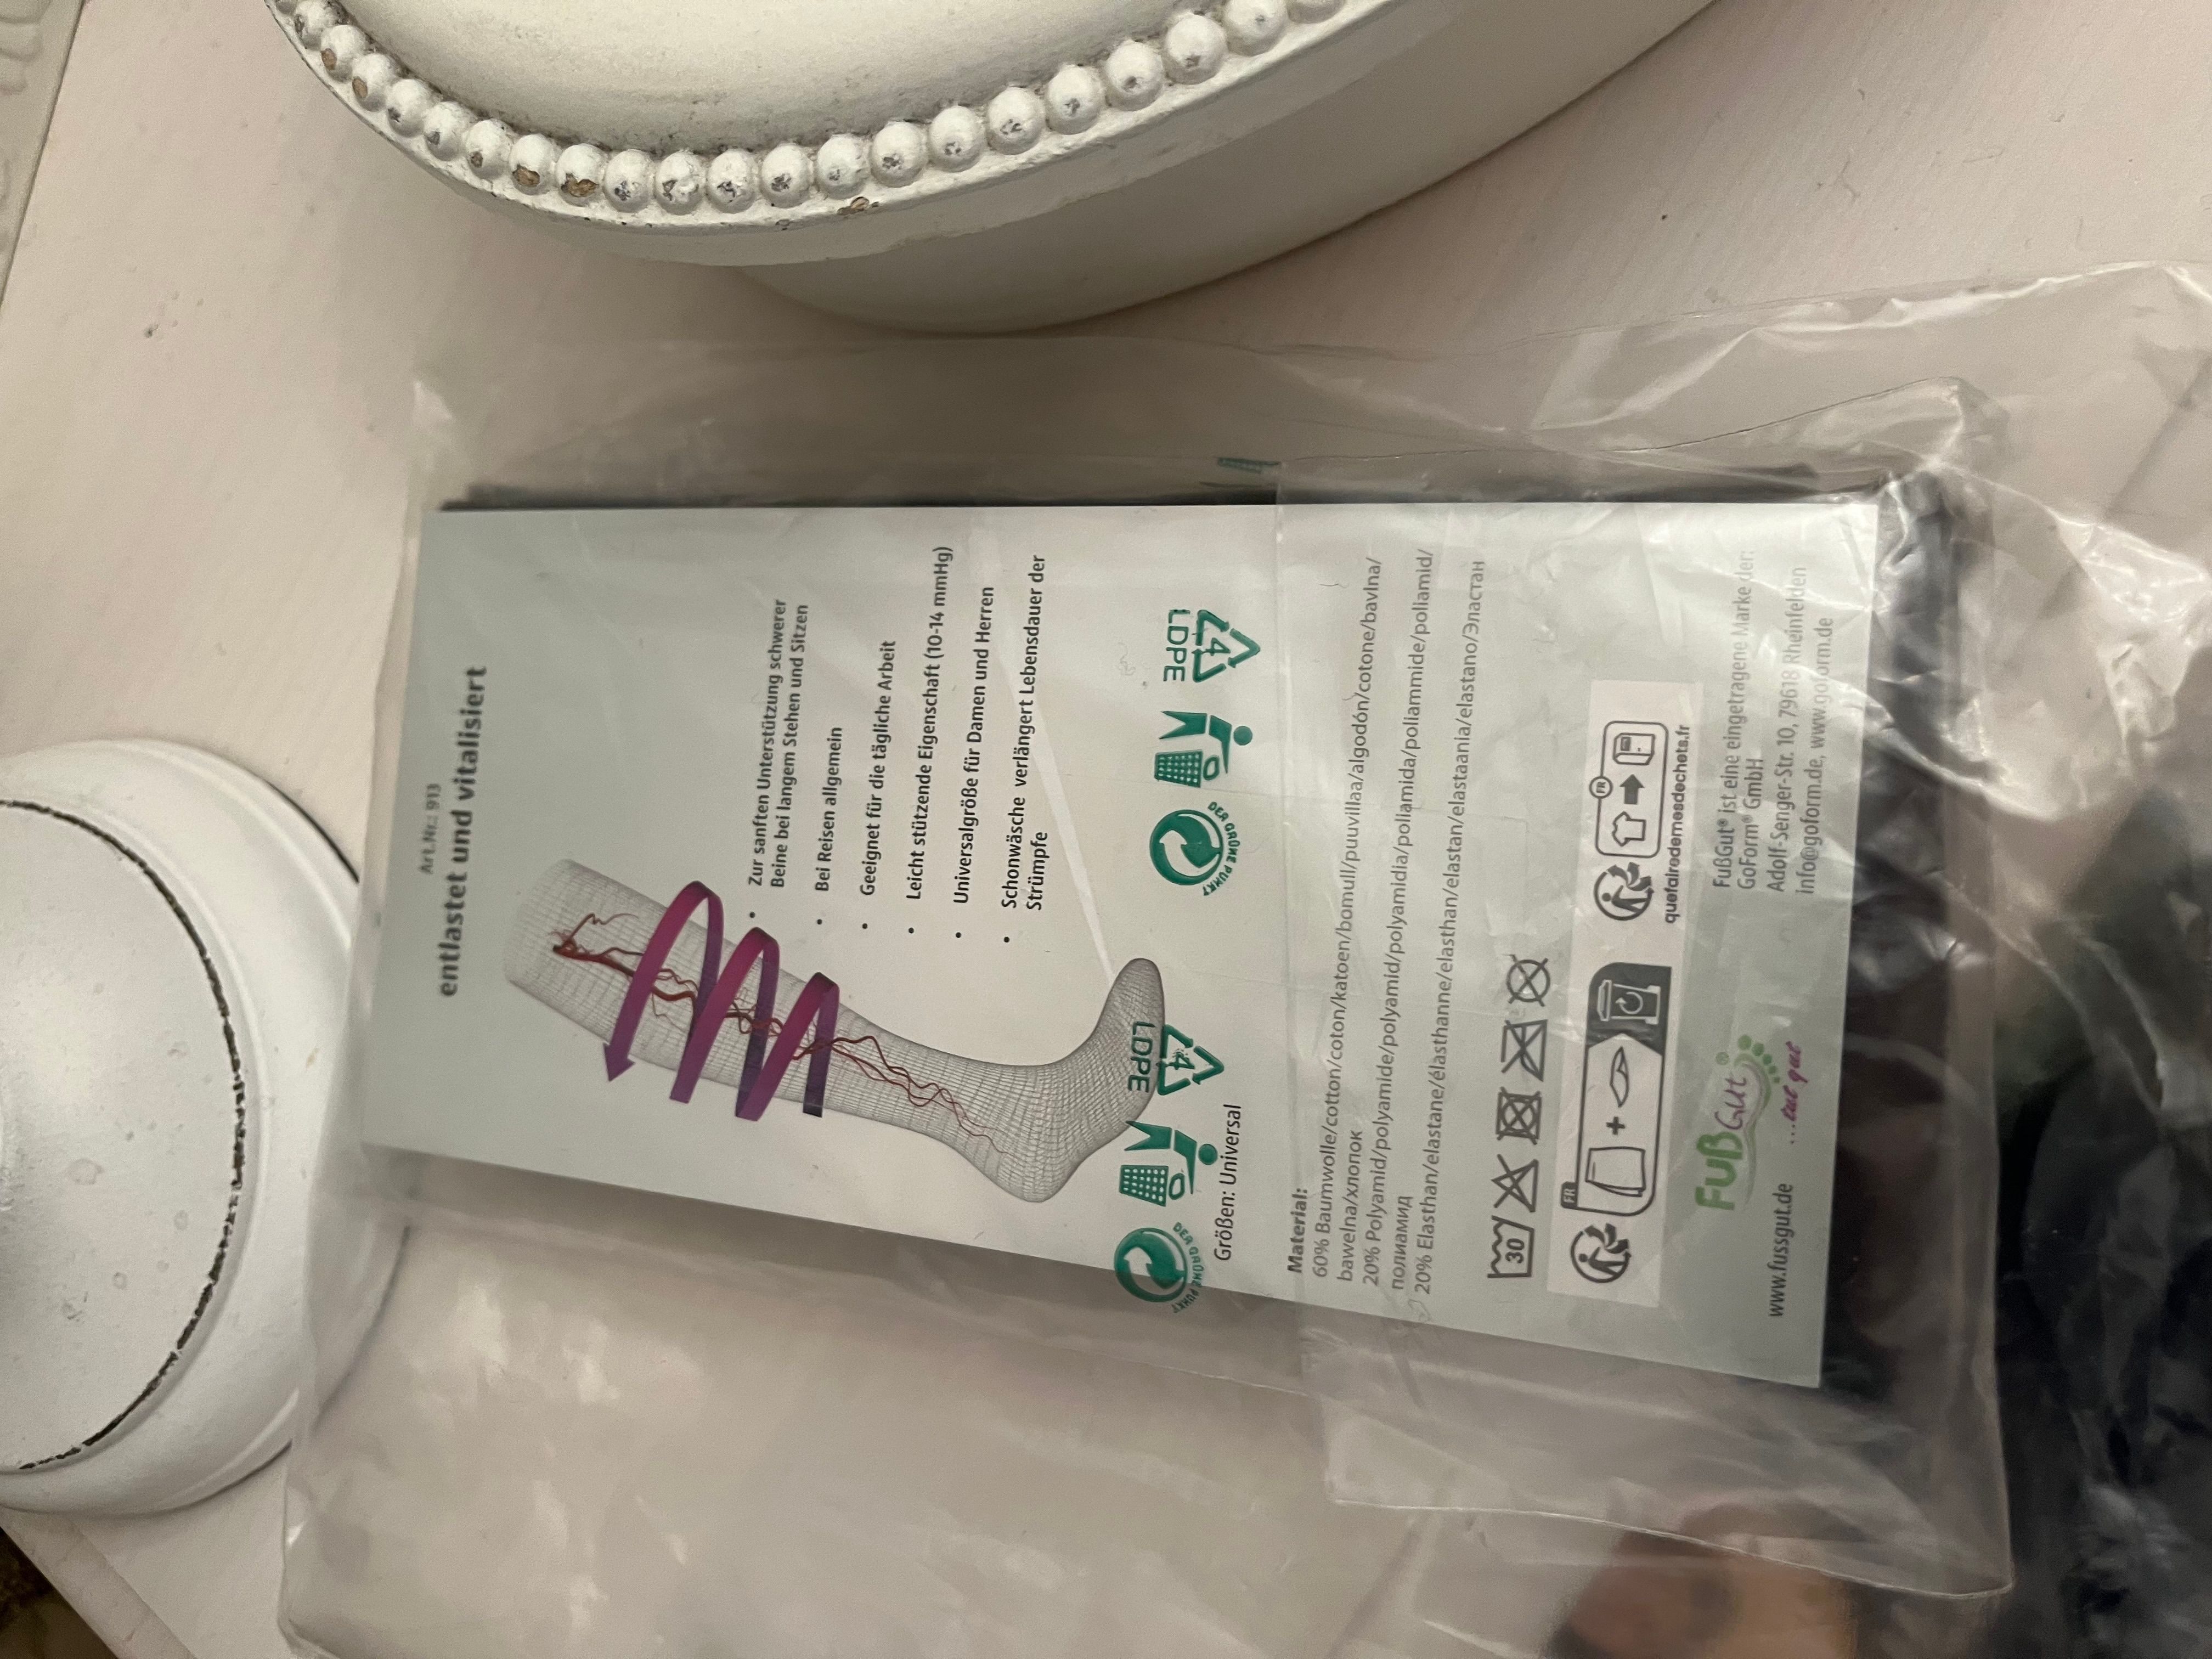 Art.Nr.: 913
entlastet und vitalisiert
• Zur sanften Unterstützung schwerer
Beine bei langem Stehen und Sitzen
• Bei Reisen allgemein
• Geeignet für die tägliche Arbeit
• Leicht stützende Eigenschaft (10-14 mmHg)
• Universalgröße für Damen und Herren
• Schonwäsche verlängert Lebensdauer der
Strümpfe
DER GRÜNE PUNKT
4
LDPE
DER GRÜNE PUNKT
4
LDPE
Größen: Universal
Material:
60% Baumwolle/cotton/coton/katoen/bomull/puuvillaa/algodón/cotone/bavlna/
bawelna/хлопок
20% Polyamid/polyamide/polyamid/polyamidia/poliamida/poliammide/poliamid/
полиамид
20% Elasthan/elastane/élasthanne/elasthan/elastan/elastaania/elastano/Эластан
30
FR
+
FR
quefairedemesdechets.fr
FUßGUT®
...tut gut
www.fussgut.de
FußGut® ist eine eingetragene Marke der:
GoForm® GmbH
Adolf-Senger-Str. 10, 79618 Rheinfelden
info@goform.de, www.goform.de